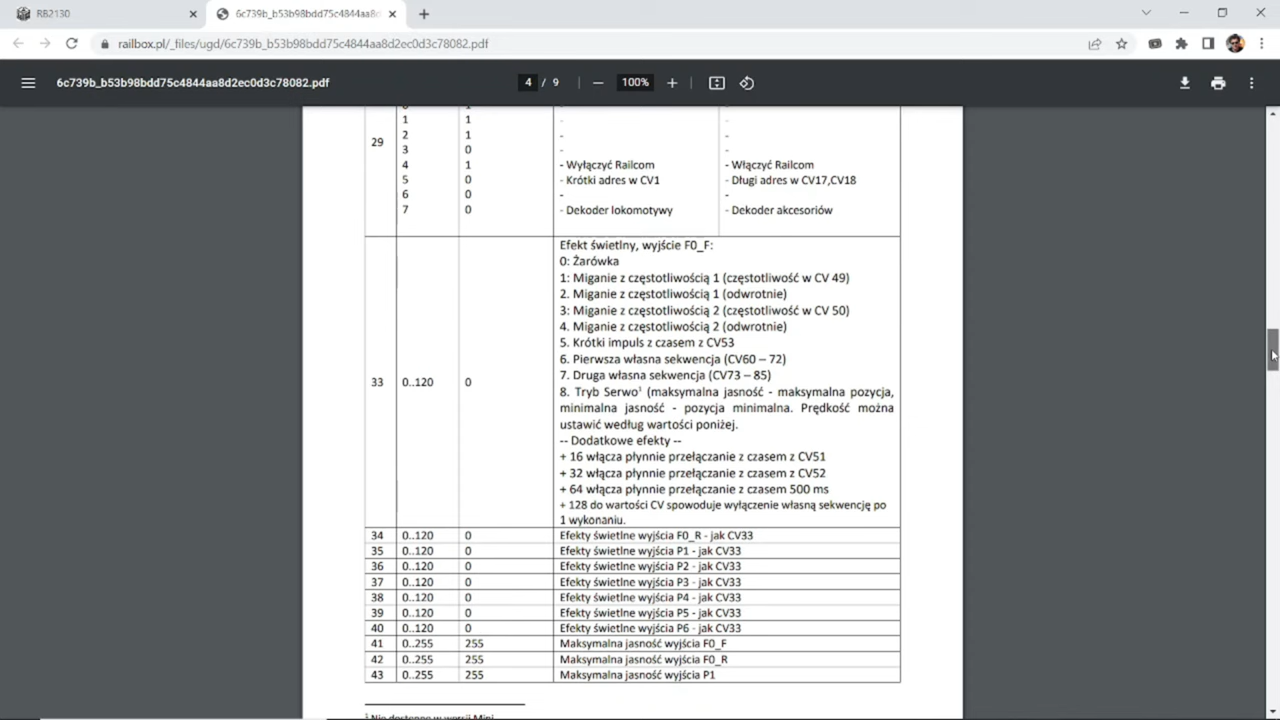 RB2130
6c739b_b53b98bdd75c4844aa8
railbox.pl/_files/ugd/6c739b_b53b98bdd75c4844aa8d2ec0d3c78082.pdf
6c739b_b53b98bdd75c4844aa8d2ec0d3c78082.pdf
4 / 9
100%
1 1 - -
29 2 1 - -
3 0 - -
4 1 - Wyłączyć Railcom - Włączyć Railcom
5 0 - Krótki adres w CV1 - Długi adres w CV17,CV18
6 0 - -
7 0 - Dekoder lokomotywy - Dekoder akcesoriów
33 0..120 0
Efekt świetlny, wyjście F0_F:
0: Żarówka
1: Miganie z częstotliwością 1 (częstotliwość w CV 49)
2. Miganie z częstotliwością 1 (odwrotnie)
3: Miganie z częstotliwością 2 (częstotliwość w CV 50)
4. Miganie z częstotliwością 2 (odwrotnie)
5. Krótki impuls z czasem z CV53
6. Pierwsza własna sekwencja (CV60 – 72)
7. Druga własna sekwencja (CV73 – 85)
8. Tryb Serwo¹ (maksymalna jasność - maksymalna pozycja,
minimalna jasność - pozycja minimalna. Prędkość można
ustawić według wartości poniżej.
-- Dodatkowe efekty --
+ 16 włącza płynnie przełączanie z czasem z CV51
+ 32 włącza płynnie przełączanie z czasem z CV52
+ 64 włącza płynnie przełączanie z czasem 500 ms
+ 128 do wartości CV spowoduje wyłączenie własną sekwencję po
1 wykonaniu.
34 0..120 0 Efekty świetlne wyjścia F0_R - jak CV33
35 0..120 0 Efekty świetlne wyjścia P1 - jak CV33
36 0..120 0 Efekty świetlne wyjścia P2 - jak CV33
37 0..120 0 Efekty świetlne wyjścia P3 - jak CV33
38 0..120 0 Efekty świetlne wyjścia P4 - jak CV33
39 0..120 0 Efekty świetlne wyjścia P5 - jak CV33
40 0..120 0 Efekty świetlne wyjścia P6 - jak CV33
41 0..255 255 Maksymalna jasność wyjścia F0_F
42 0..255 255 Maksymalna jasność wyjścia F0_R
43 0..255 255 Maksymalna jasność wyjścia P1
¹ Nie dostępne w wersji Mini